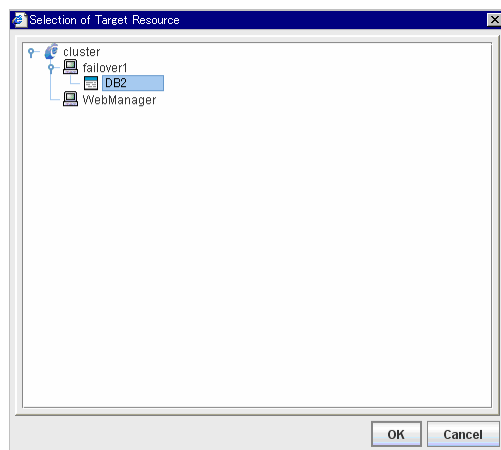 Selection of Target Resource
cluster
failover1
DB2
WebManager
OK
Cancel